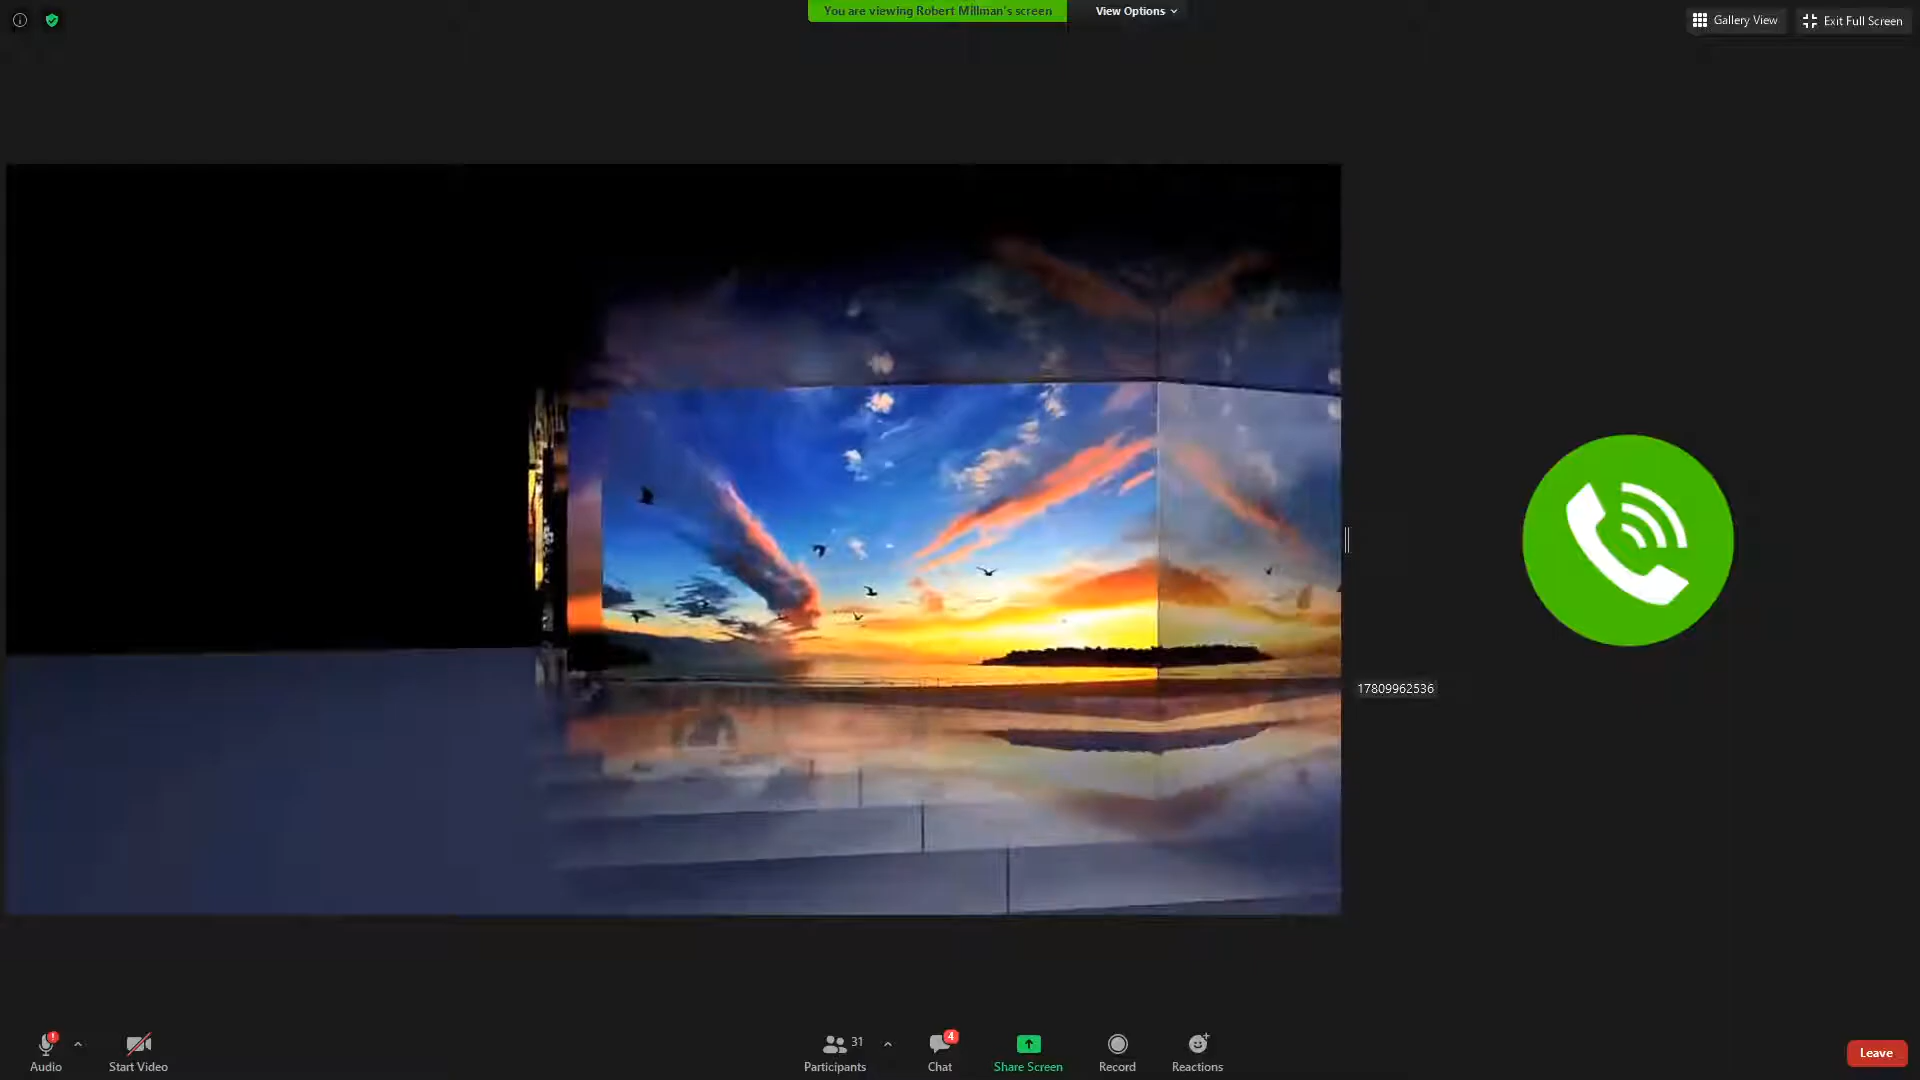 You are viewing Robert Millman's screen
View Options
Gallery View
Exit Full Screen
17809962536
Audio
Start Video
31
Participants
4
Chat
Share Screen
Record
Reactions
Leave